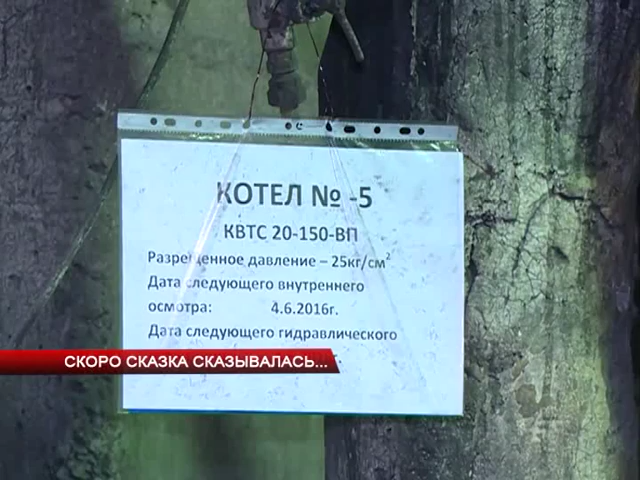 КОТЕЛ № -5
КВТС 20-150-ВП
Разрешенное давление – 25кг/см²
Дата следующего внутреннего
осмотра: 4.6.2016г.
Дата следующего гидравлического
СКОРО СКАЗКА СКАЗЫВАЛАСЬ...